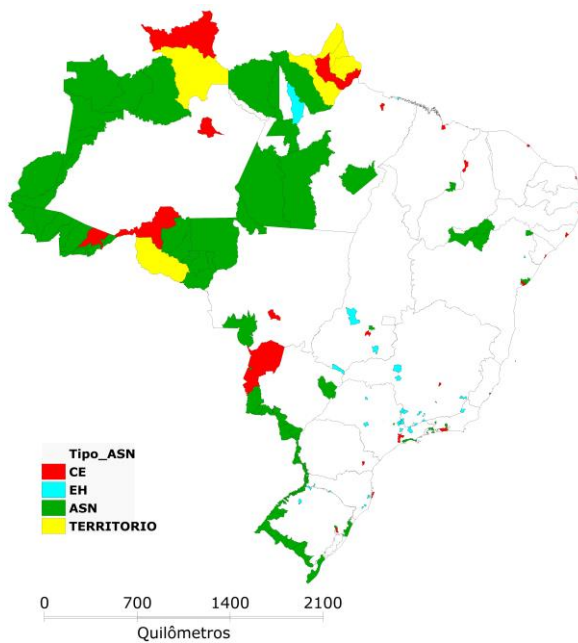 Tipo_ASN
CE
EH
ASN
TERRITORIO
0 700 1400 2100
Quilômetros